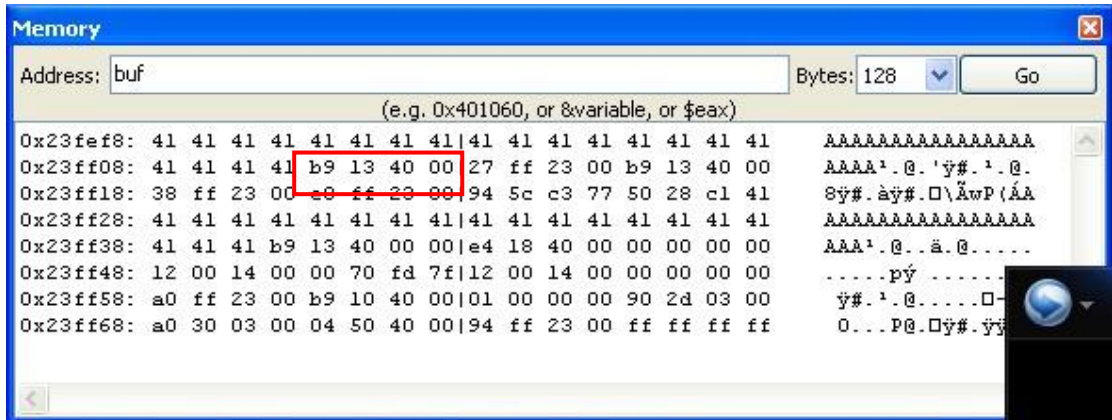 Memory
Address: buf Bytes: 128 Go
(e.g. 0x401060, or &variable, or $eax)
0x23fef8: 41 41 41 41 41 41 41 41|41 41 41 41 41 41 41 41 AAAAAAAAAAAAAAAA
0x23ff08: 41 41 41 41 b9 13 40 00|27 ff 23 00 b9 13 40 00 AAAA¹.@.'ÿ#.¹.@.
0x23ff18: 38 ff 23 00 e0 ff 23 00|94 5c c3 77 50 28 c1 41 8ÿ#.àÿ#.□\ÃwP(ÁA
0x23ff28: 41 41 41 41 41 41 41 41|41 41 41 41 41 41 41 41 AAAAAAAAAAAAAAAA
0x23ff38: 41 41 41 b9 13 40 00 00|e4 18 40 00 00 00 00 00 AAA¹.@..ä.@.....
0x23ff48: 12 00 14 00 00 70 fd 7f|12 00 14 00 00 00 00 00 .....pý ......
0x23ff58: a0 ff 23 00 b9 10 40 00|01 00 00 00 90 2d 03 00 ÿ#.¹.@.....□-
0x23ff68: a0 30 03 00 04 50 40 00|94 ff 23 00 ff ff ff ff 0...P@.□ÿ#.ÿÿ